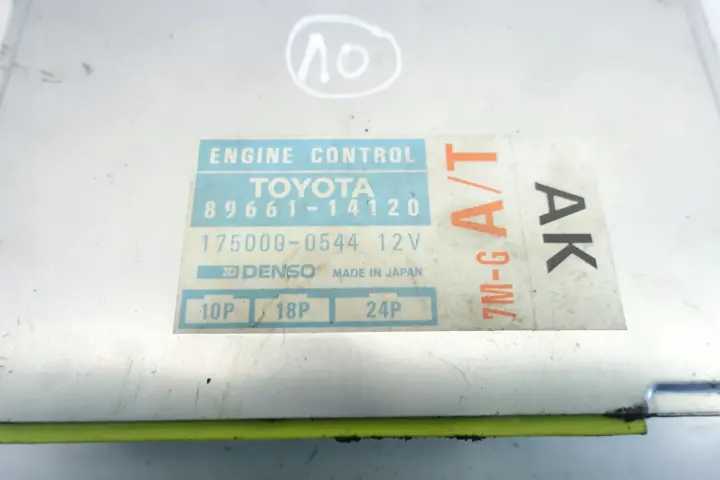 10
ENGINE CONTROL
TOYOTA
89661-14120
175000-0544 12V
DENSO MADE IN JAPAN
10P 18P 24P
7M-G A/T
AK